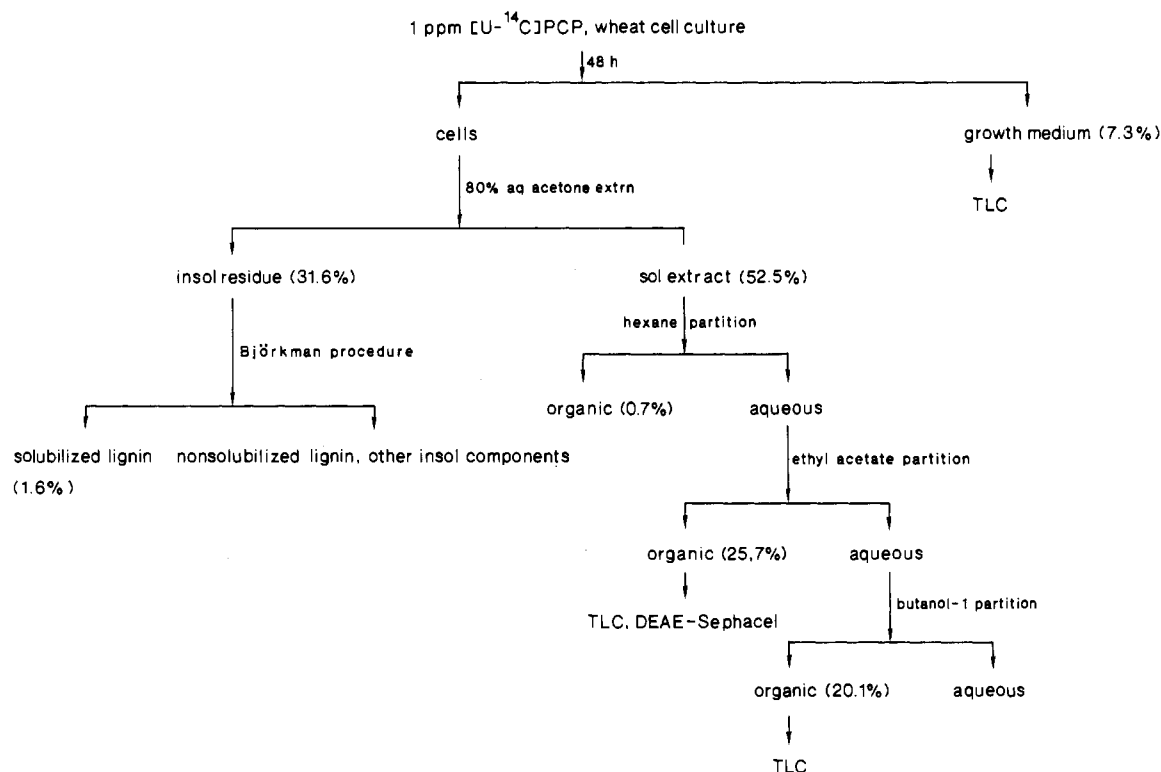 1 ppm [U-¹⁴C]PCP, wheat cell culture
48 h
cells
growth medium (7.3%)
80% aq acetone extrn
TLC
insol residue (31.6%)
sol extract (52.5%)
hexane partition
Björkman procedure
organic (0.7%)
aqueous
solubilized lignin
(1.6%)
nonsolubilized lignin, other insol components
ethyl acetate partition
organic (25,7%)
aqueous
TLC, DEAE-Sephacel
butanol-1 partition
organic (20.1%)
aqueous
TLC